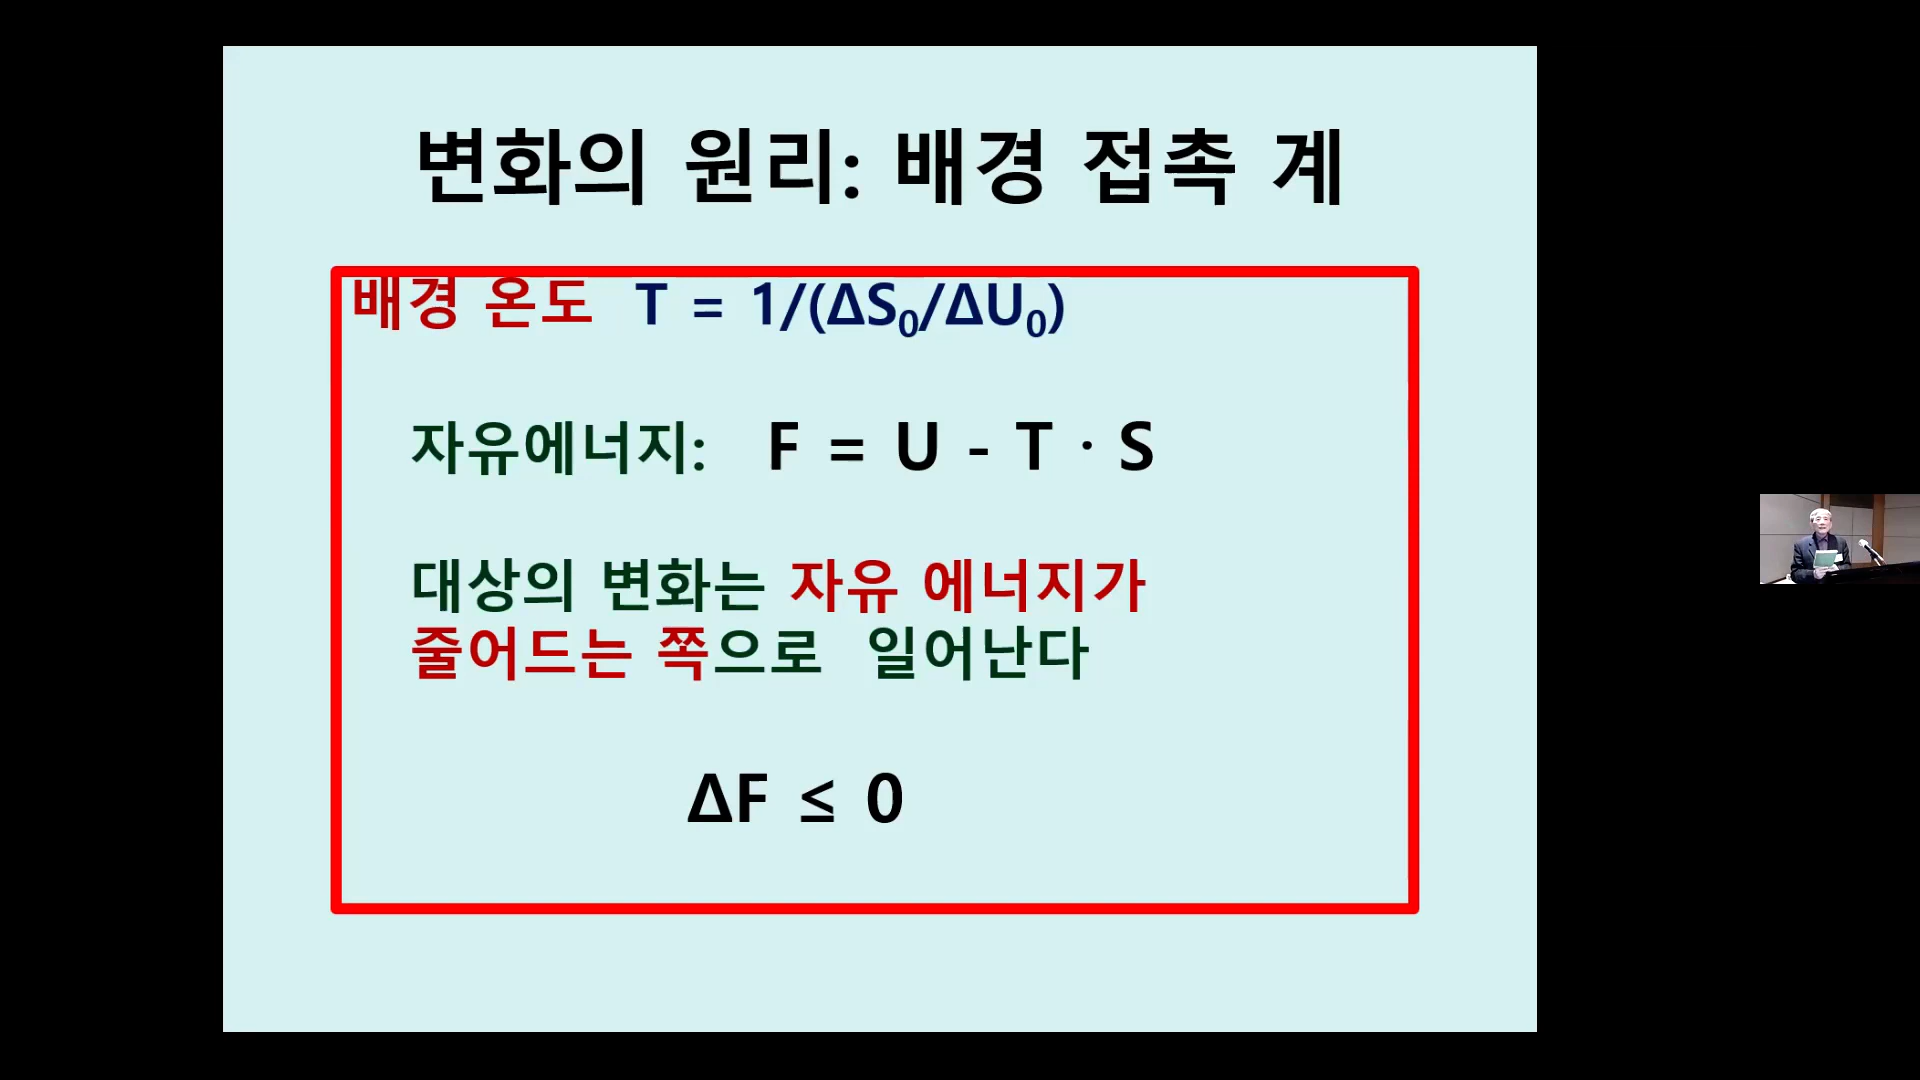 변화의 원리: 배경 접촉 계
배경 온도 T = 1/(ΔS₀/ΔU₀)
자유에너지: F = U - T · S
대상의 변화는 자유 에너지가
줄어드는 쪽으로 일어난다
ΔF ≤ 0